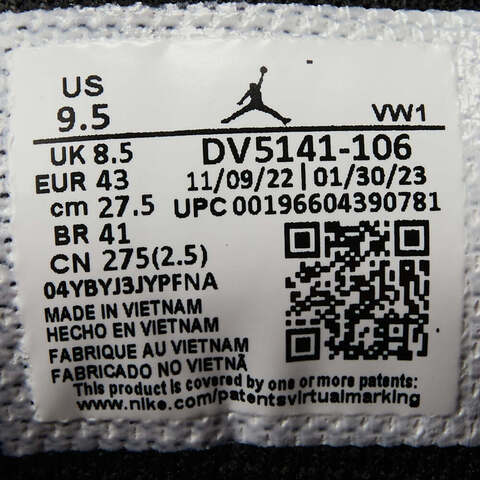 US
9.5
VW1
UK 8.5
DV5141-106
EUR 43
11/09/22 | 01/30/23
cm 27.5
UPC 00196604390781
BR 41
CN 275(2.5)
04YBYJ3JYPFNA
MADE IN VIETNAM
HECHO EN VIETNAM
FABRIQUE AU VIETNAM
FABRICADO NO VIETNÃ
This product is covered by one or more patents:
www.nike.com/patentsvirtualmarking